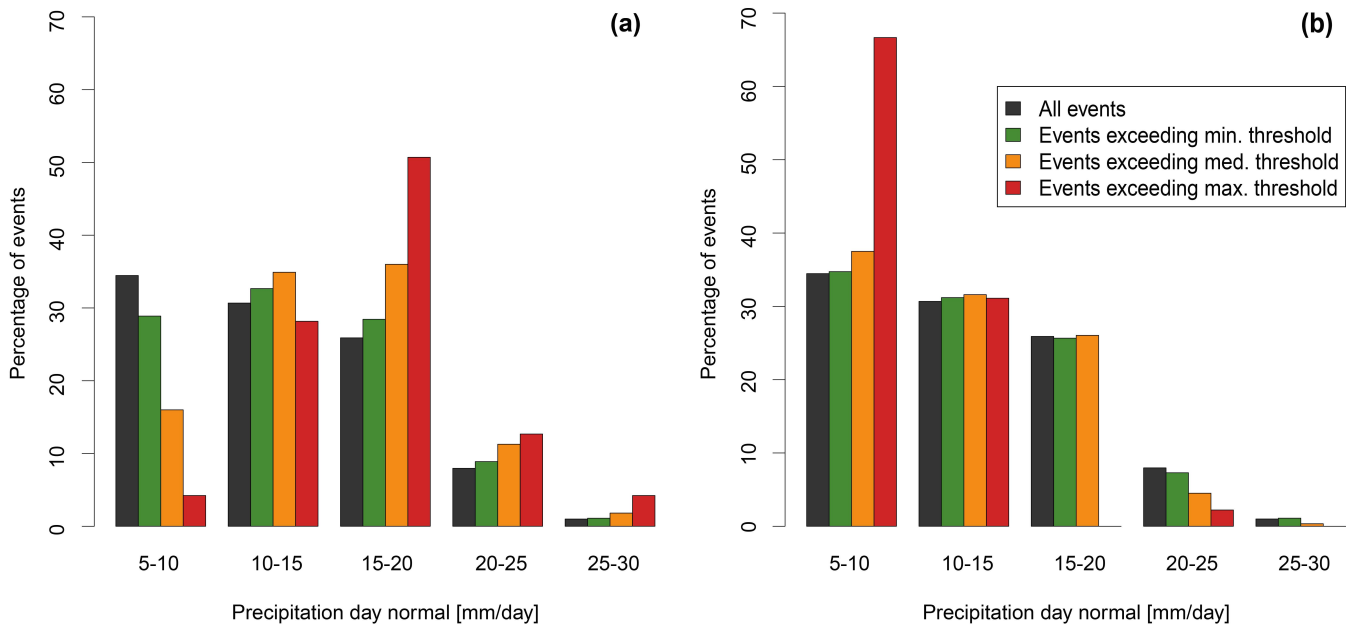 (a)
Percentage of events
70
60
50
40
30
20
10
0
5-10 10-15 15-20 20-25 25-30
Precipitation day normal [mm/day]
(b)
Percentage of events
70
60
50
40
30
20
10
0
All events
Events exceeding min. threshold
Events exceeding med. threshold
Events exceeding max. threshold
5-10 10-15 15-20 20-25 25-30
Precipitation day normal [mm/day]